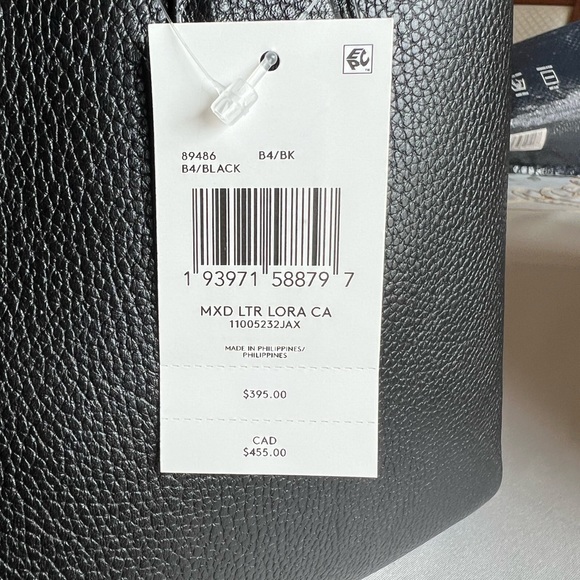 EPC™
89486 B4/BK
B4/BLACK
1 93971 58879 7
MXD LTR LORA CA
11005232JAX
MADE IN PHILIPPINES/
PHILIPPINES
$395.00
CAD
$455.00